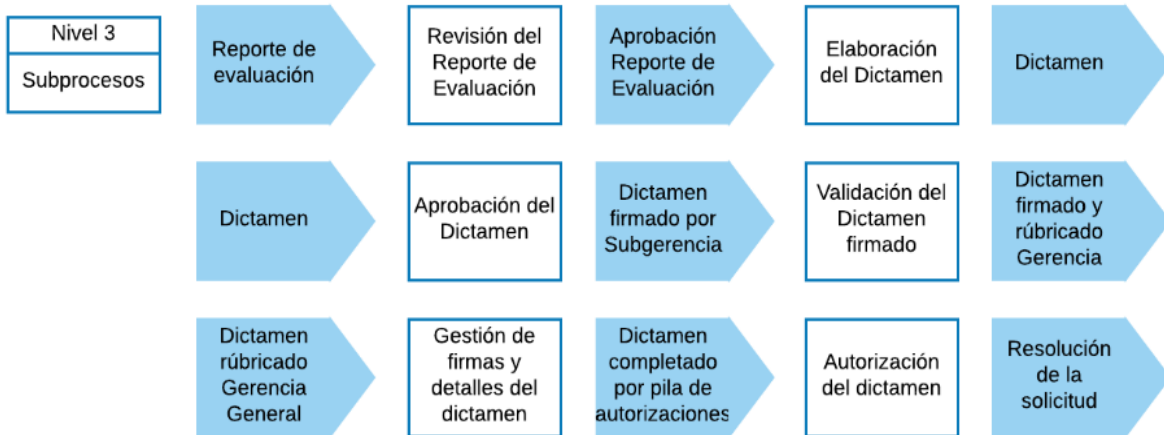 Nivel 3
Subprocesos
Reporte de
evaluación
Revisión del
Reporte de
Evaluación
Aprobación
Reporte de
Evaluación
Elaboración
del Dictamen
Dictamen
Dictamen
Aprobación del
Dictamen
Dictamen
firmado por
Subgerencia
Validación del
Dictamen
firmado
Dictamen
firmado y
rúbricado
Gerencia
Dictamen
rúbricado
Gerencia
General
Gestión de
firmas y
detalles del
dictamen
Dictamen
completado
por pila de
autorizaciones
Autorización
del dictamen
Resolución
de la
solicitud